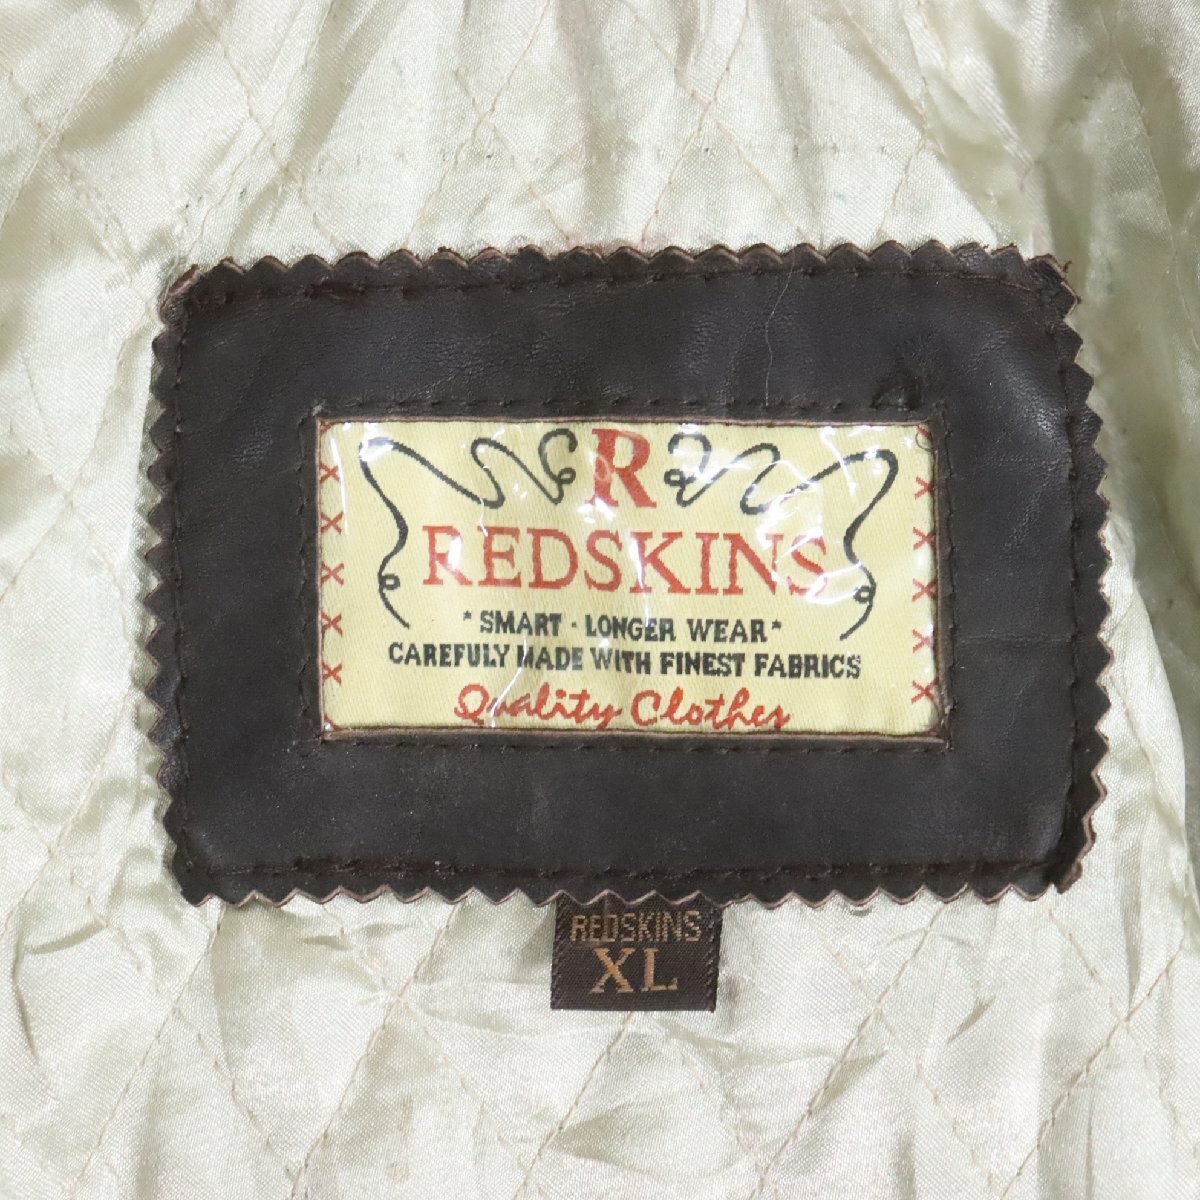 R
REDSKINS
* SMART · LONGER WEAR *
CAREFULY MADE WITH FINEST FABRICS
Quality Clothes
REDSKINS
XL